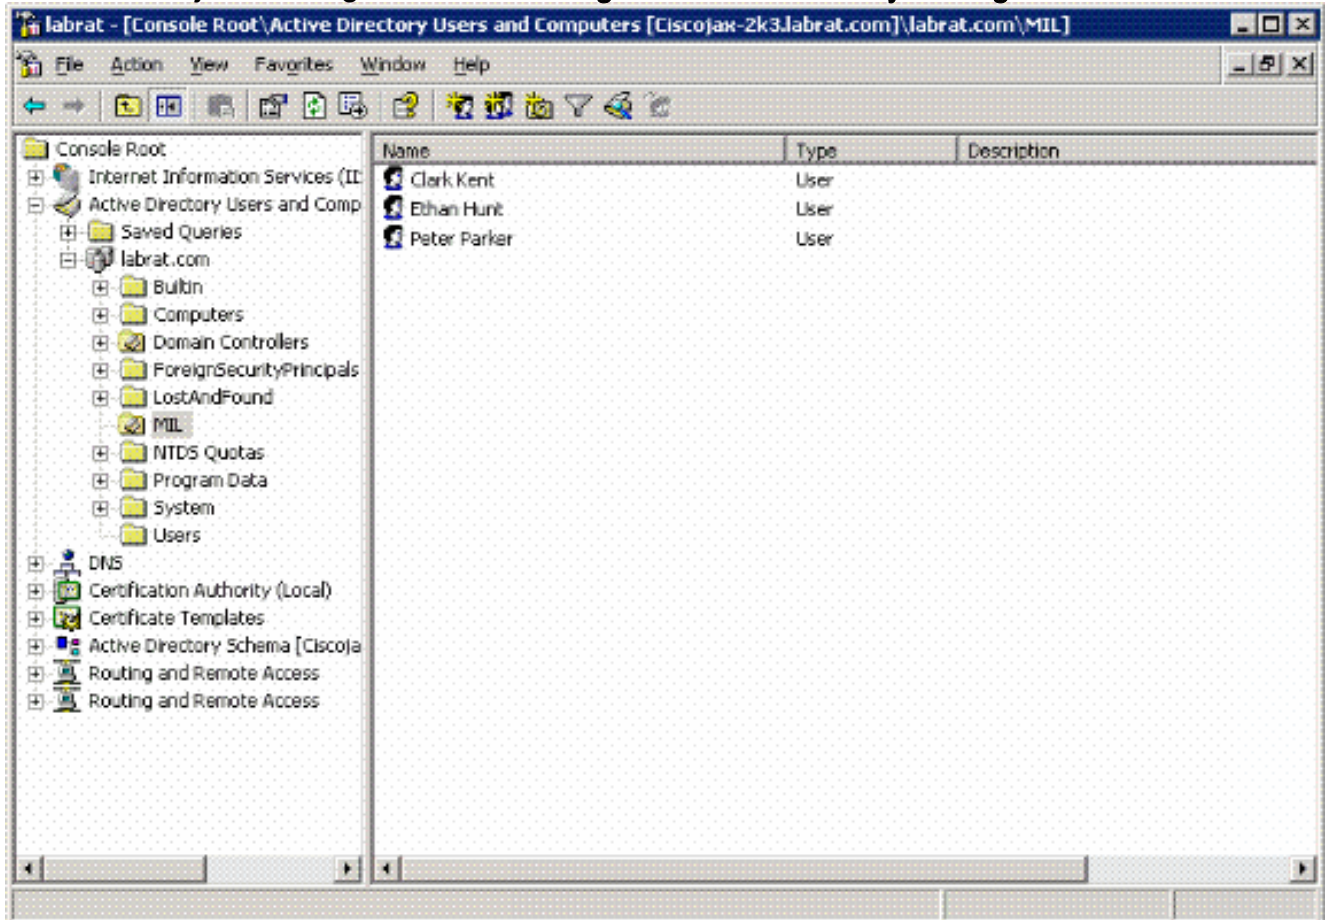 labrat - [Console Root\Active Directory Users and Computers [Ciscojax-2k3.labrat.com]\labrat.com\MIL]
File Action View Favorites Window Help
Console Root
Internet Information Services (II
Active Directory Users and Comp
Saved Queries
labrat.com
Builtin
Computers
Domain Controllers
ForeignSecurityPrincipals
LostAndFound
MIL
NTDS Quotas
Program Data
System
Users
DNS
Certification Authority (Local)
Certificate Templates
Active Directory Schema [Ciscoja
Routing and Remote Access
Routing and Remote Access
Name Type Description
Clark Kent User
Ethan Hunt User
Peter Parker User